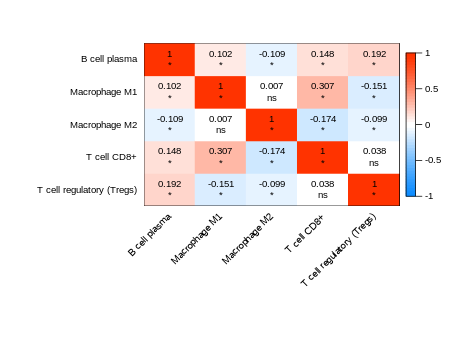 B cell plasma 1 0.102 -0.109 0.148 0.192
* * * * *
Macrophage M1 0.102 1 0.007 0.307 -0.151
* * ns * *
Macrophage M2 -0.109 0.007 1 -0.174 -0.099
* ns * * *
T cell CD8+ 0.148 0.307 -0.174 1 0.038
* * * * ns
T cell regulatory (Tregs) 0.192 -0.151 -0.099 0.038 1
* * * ns *
B cell plasma
Macrophage M1
Macrophage M2
T cell CD8+
T cell regulatory (Tregs)
1
0.5
0
-0.5
-1